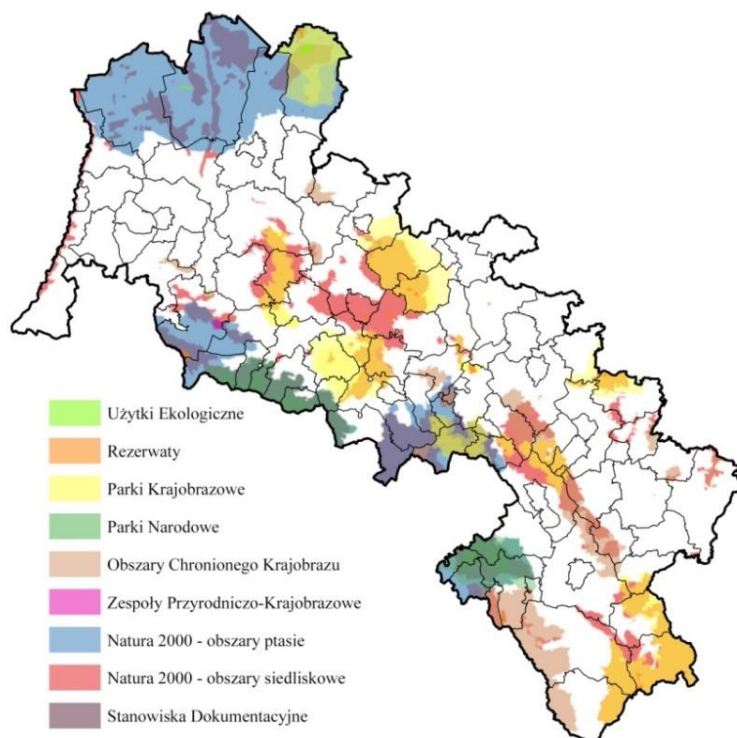 Użytki Ekologiczne
Rezerwaty
Parki Krajobrazowe
Parki Narodowe
Obszary Chronionego Krajobrazu
Zespoły Przyrodniczo-Krajobrazowe
Natura 2000 - obszary ptasie
Natura 2000 - obszary siedliskowe
Stanowiska Dokumentacyjne